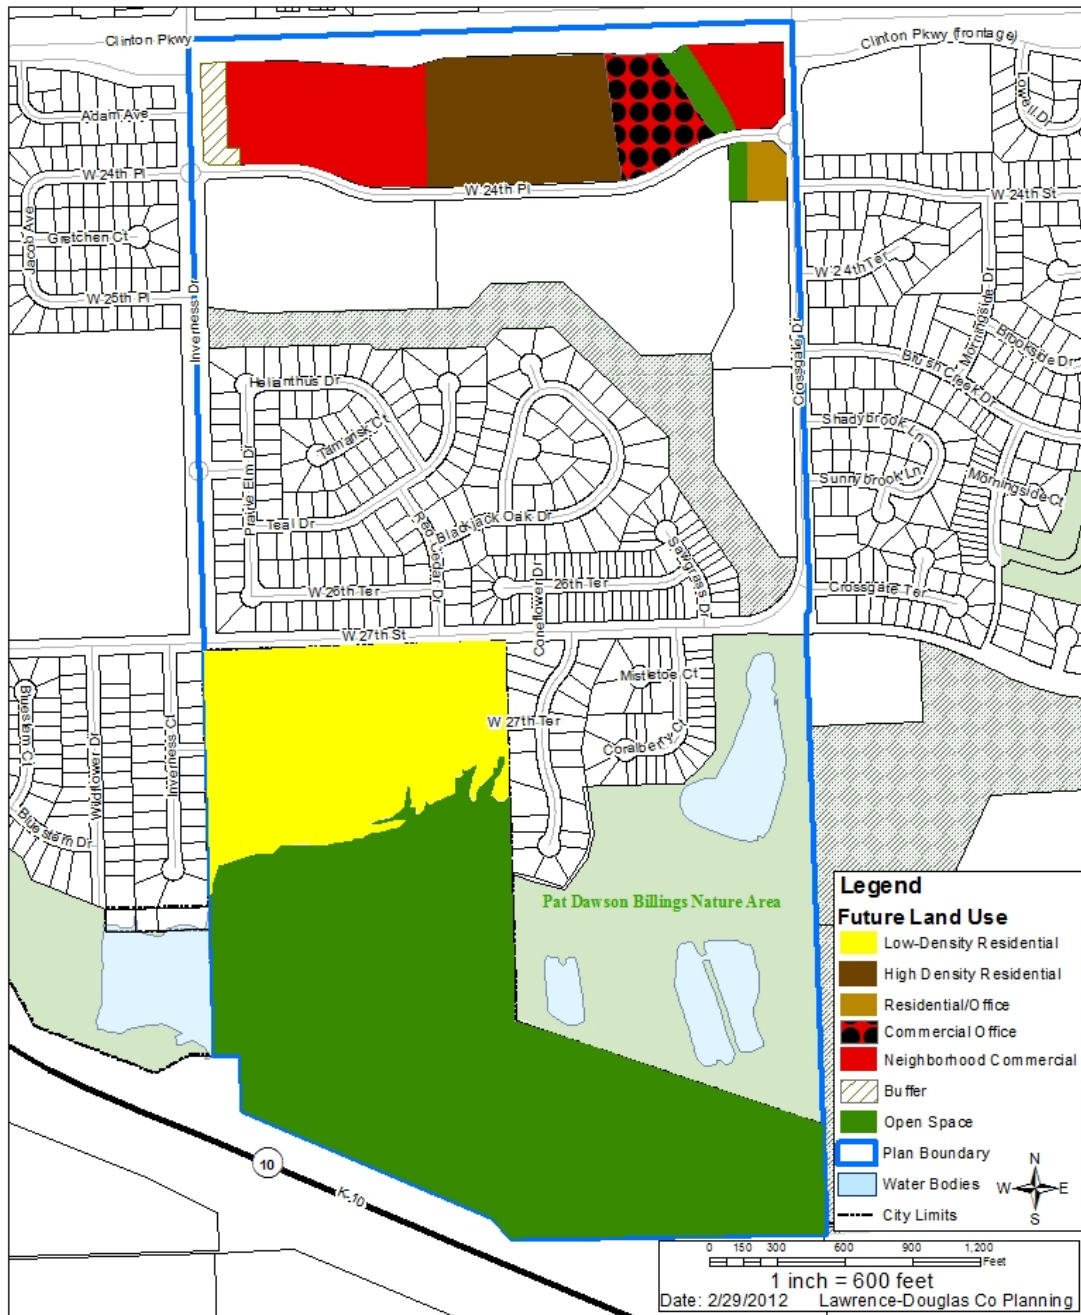 Clinton Pkwy
Clinton Pkwy (frontage)
Lowell Dr
Adam Ave
W 24th Pl
W 24th Pl
W 24th St
Jacob Ave
Gretchen Ct
W 24th Ter
Morningside Dr
W 25th Pl
Inverness Dr
Crossgate Dr
Brookside Dr
Brush Creek Dr
Helianthus Dr
Tamarisk Ct
Shadybrook Ln
Prairie Elm Dr
Sunnybrook Ln
Morningside Ct
Teal Dr
Red Cedar Dr
Blackjack Oak Dr
Sawgrass Dr
W 26th Ter
Coneflower Dr
26th Ter
Crossgate Ter
W 27th St
Mistletoe Ct
Bluestem Ct
Wildflower Dr
Inverness Ct
W 27th Ter
Coralberry Ct
Bluestem Dr
Pat Dawson Billings Nature Area
Legend
Future Land Use
Low-Density Residential
High Density Residential
Residential/Office
Commercial Office
Neighborhood Commercial
Buffer
Open Space
Plan Boundary
Water Bodies
City Limits
N
W E
S
10
K-10
0 150 300 600 900 1,200
Feet
1 inch = 600 feet
Date: 2/29/2012 Lawrence-Douglas Co Planning